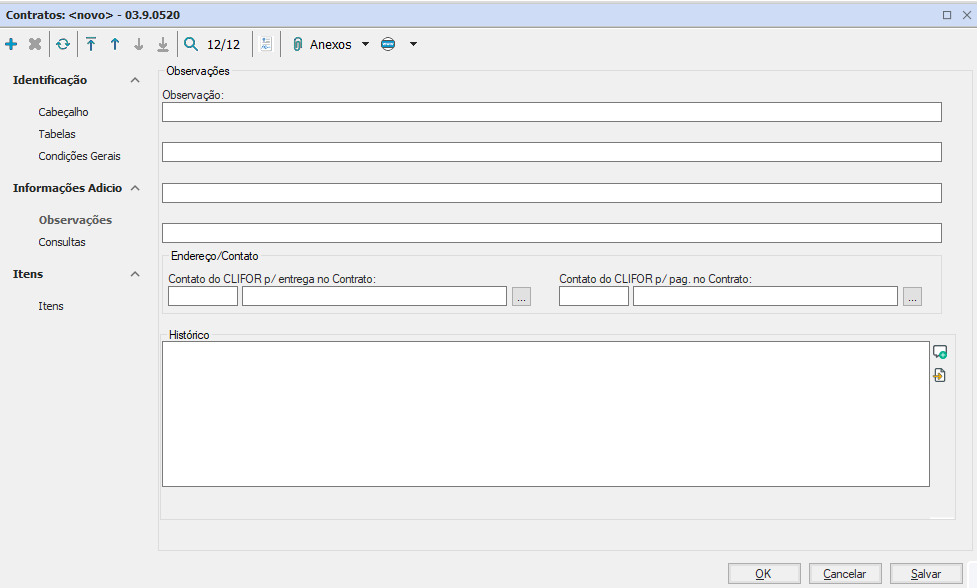 Contratos: <novo> - 03.9.0520
12/12 Anexos
Identificação
Cabeçalho
Tabelas
Condições Gerais
Informações Adicio
Observações
Consultas
Itens
Itens
Observações
Observação:
Endereço/Contato
Contato do CLIFOR p/ entrega no Contrato:
...
Contato do CLIFOR p/ pag. no Contrato:
...
Histórico
OK
Cancelar
Salvar